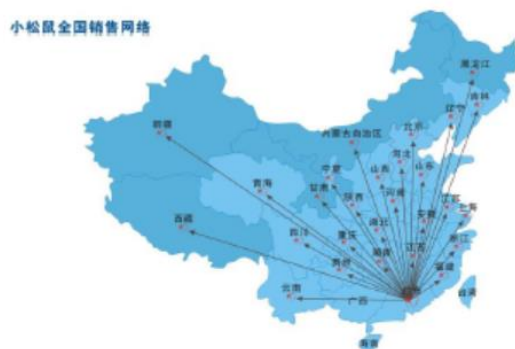 小松鼠全国销售网络
黑龙江
吉林
辽宁
新疆
内蒙古自治区
北京
河北
宁夏
山西
山东
青海
甘肃
陕西
河南
江苏
上海
西藏
安徽
四川
重庆
湖北
浙江
湖南
江西
贵州
福建
云南
广西
台湾
海南